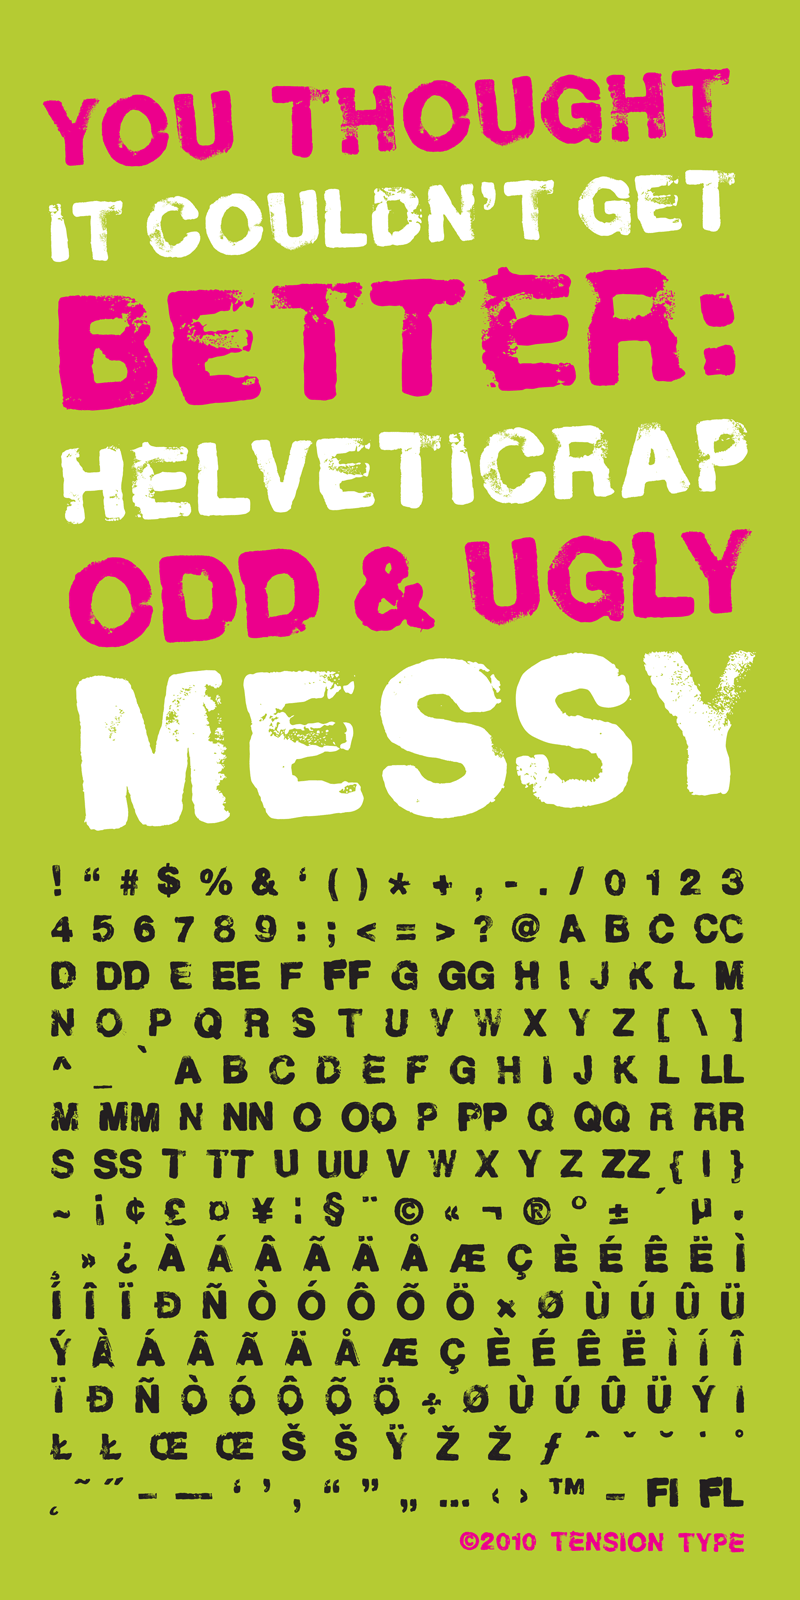 YOU THOUGHT
IT COULDN'T GET
BETTER:
HELVETICRAP
ODD & UGLY
MESSY
! “ # $ % & ‘ ( ) * + , - . / 0 1 2 3
4 5 6 7 8 9 : ; < = > ? @ A B C CC
D DD E EE F FF G GG H I J K L M
N O P Q R S T U V W X Y Z [ \ ]
^ _ ` A B C D E F G H I J K L LL
M MM N NN O OO P PP Q QQ R RR
S SS T TT U UU V W X Y Z ZZ { | }
~ ¡ ¢ £ ¤ ¥ ¦ § ¨ © « ¬ ® ° ± ´ µ ·
¸ » ¿ À Á Â Ã Ä Å Æ Ç È É Ê Ë Ì
Í Î Ï Ð Ñ Ò Ó Ô Õ Ö × Ø Ù Ú Û Ü
Ý À Á Â Ã Ä Å Æ Ç È É Ê Ë Ì Í Î
Ï Ð Ñ Ò Ó Ô Õ Ö ÷ Ø Ù Ú Û Ü Ý I
Ł Ł Œ Œ Š Š Ÿ Ž Ž ƒ ˆ ˇ ˘ ˙ ˚
˛ ˜ ˝ – — ‘ ’ ‚ “ ” „ … ‹ › ™ − FI FL
©2010 TENSION TYPE